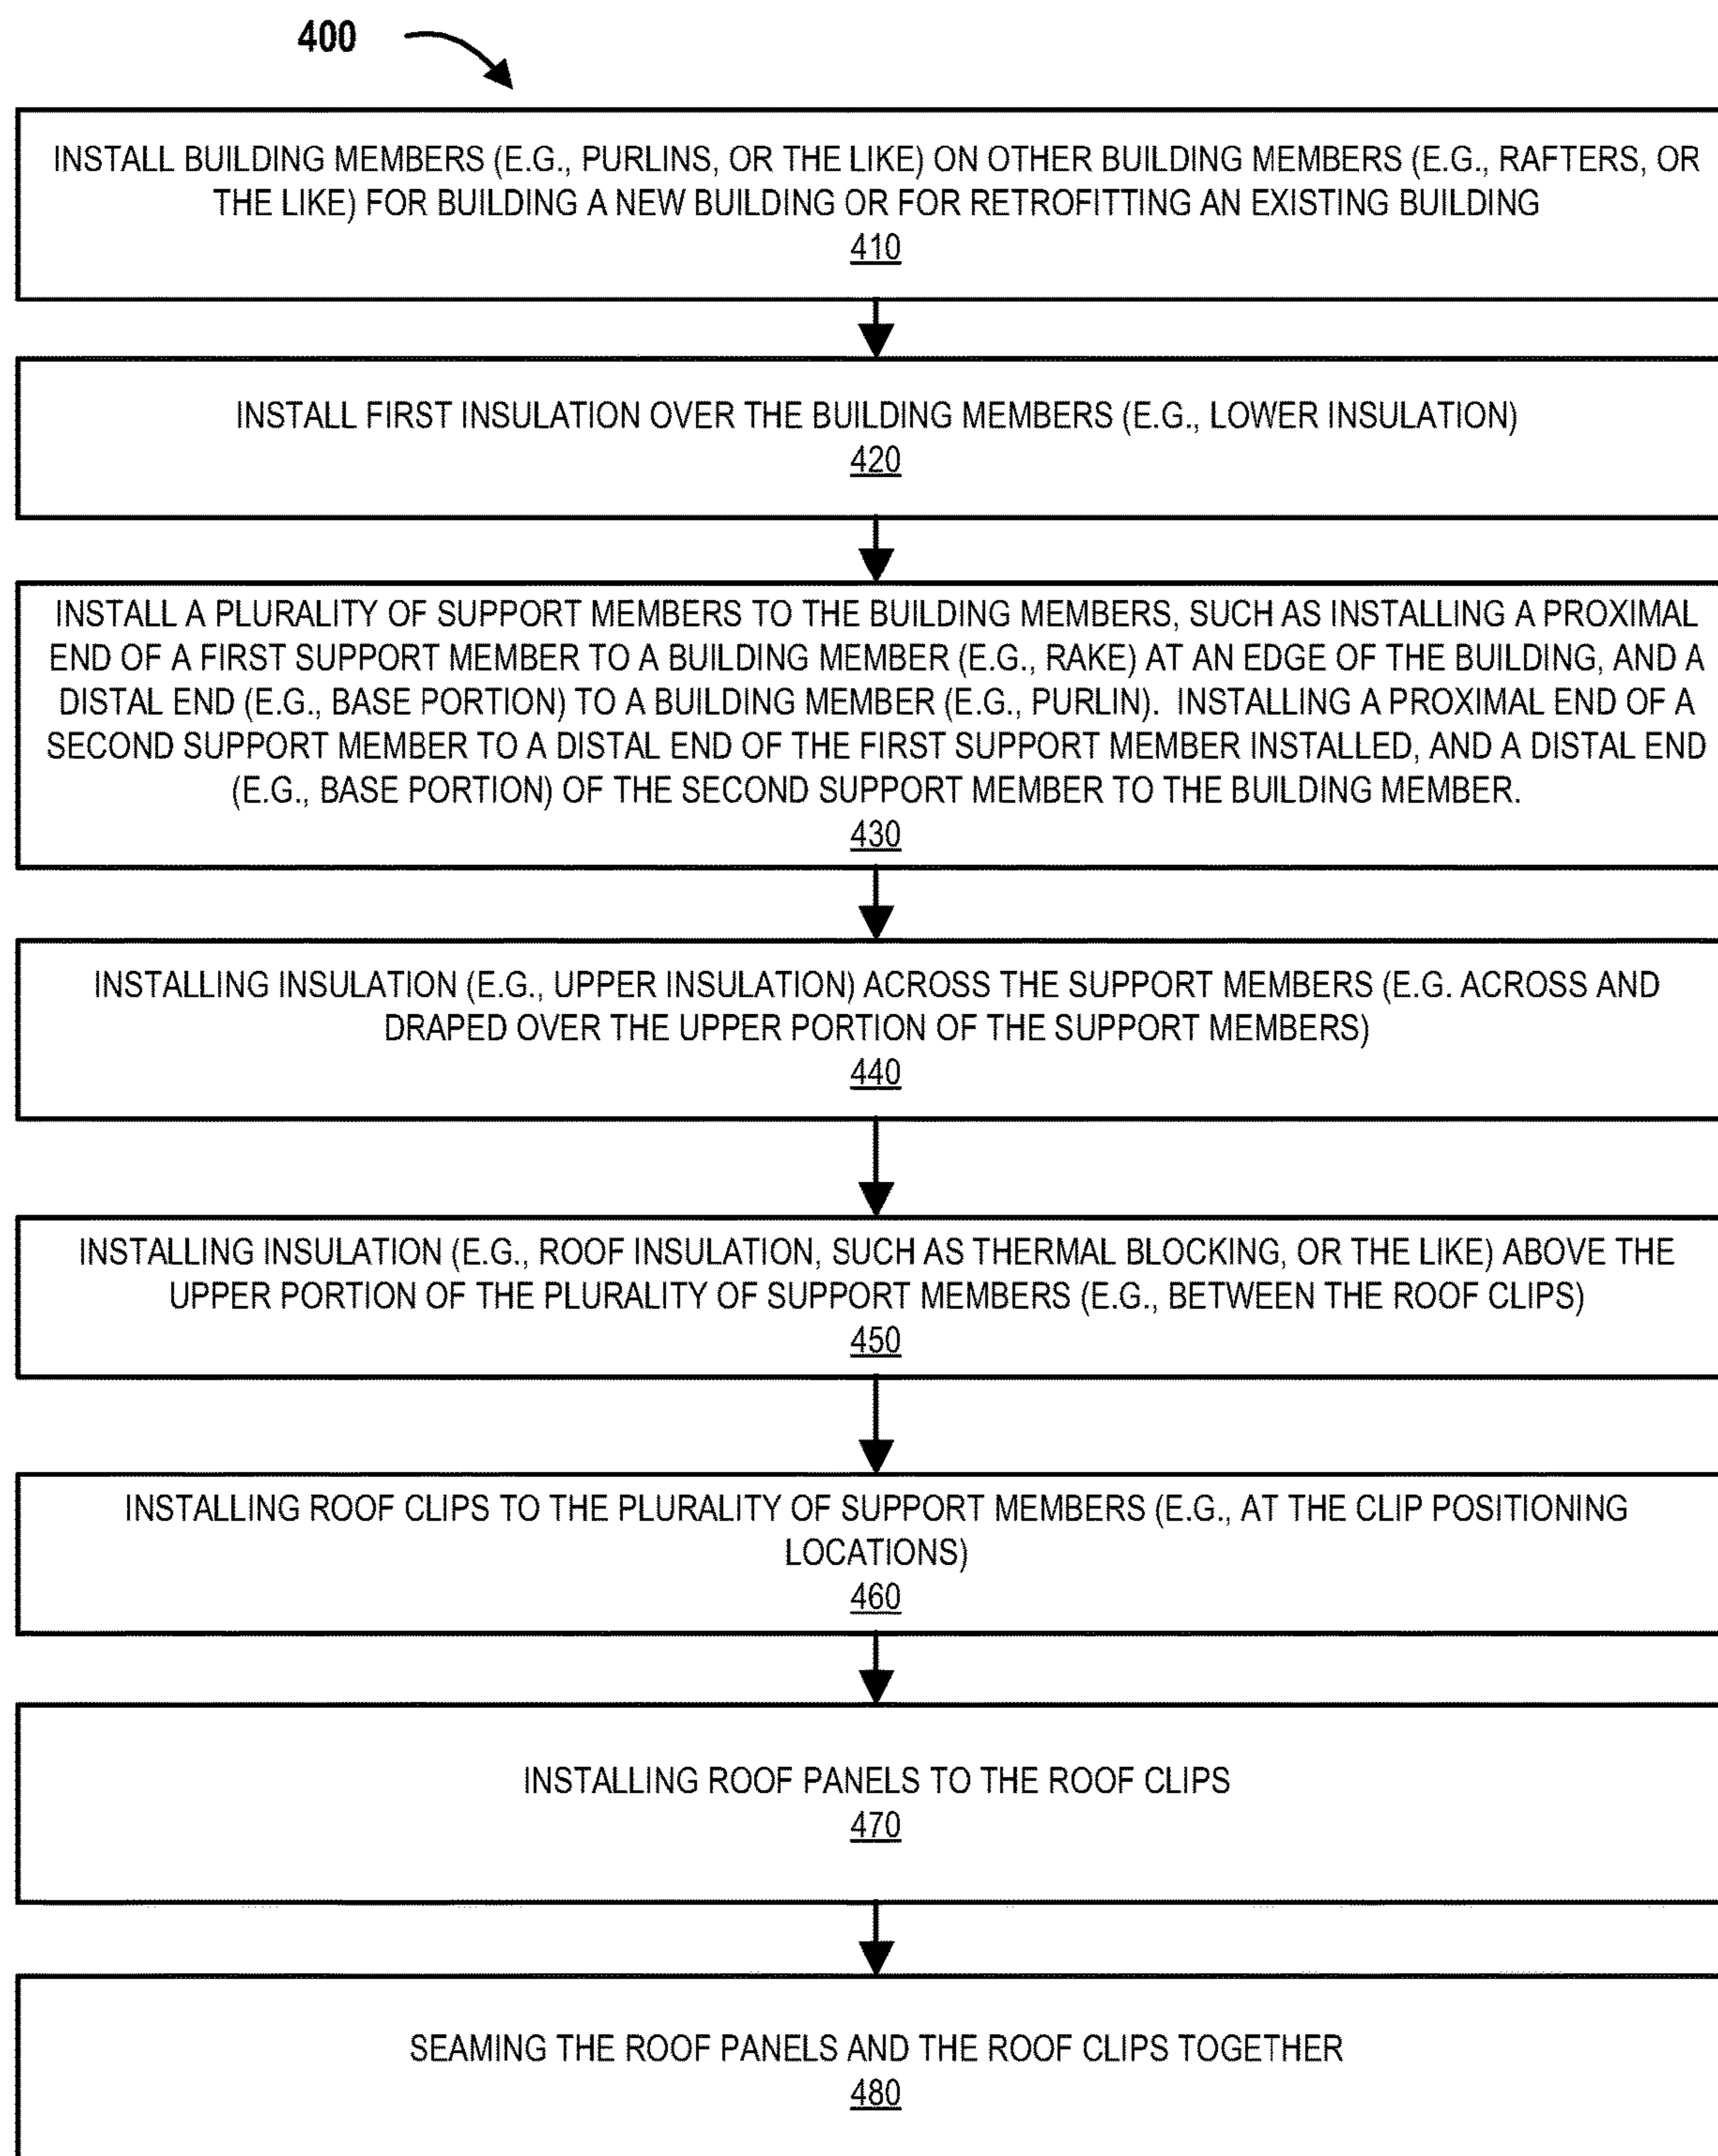 400
INSTALL BUILDING MEMBERS (E.G., PURLINS, OR THE LIKE) ON OTHER BUILDING MEMBERS (E.G., RAFTERS, OR
THE LIKE) FOR BUILDING A NEW BUILDING OR FOR RETROFITTING AN EXISTING BUILDING
410
INSTALL FIRST INSULATION OVER THE BUILDING MEMBERS (E.G., LOWER INSULATION)
420
INSTALL A PLURALITY OF SUPPORT MEMBERS TO THE BUILDING MEMBERS, SUCH AS INSTALLING A PROXIMAL
END OF A FIRST SUPPORT MEMBER TO A BUILDING MEMBER (E.G., RAKE) AT AN EDGE OF THE BUILDING, AND A
DISTAL END (E.G., BASE PORTION) TO A BUILDING MEMBER (E.G., PURLIN). INSTALLING A PROXIMAL END OF A
SECOND SUPPORT MEMBER TO A DISTAL END OF THE FIRST SUPPORT MEMBER INSTALLED, AND A DISTAL END
(E.G., BASE PORTION) OF THE SECOND SUPPORT MEMBER TO THE BUILDING MEMBER.
430
INSTALLING INSULATION (E.G., UPPER INSULATION) ACROSS THE SUPPORT MEMBERS (E.G. ACROSS AND
DRAPED OVER THE UPPER PORTION OF THE SUPPORT MEMBERS)
440
INSTALLING INSULATION (E.G., ROOF INSULATION, SUCH AS THERMAL BLOCKING, OR THE LIKE) ABOVE THE
UPPER PORTION OF THE PLURALITY OF SUPPORT MEMBERS (E.G., BETWEEN THE ROOF CLIPS)
450
INSTALLING ROOF CLIPS TO THE PLURALITY OF SUPPORT MEMBERS (E.G., AT THE CLIP POSITIONING
LOCATIONS)
460
INSTALLING ROOF PANELS TO THE ROOF CLIPS
470
SEAMING THE ROOF PANELS AND THE ROOF CLIPS TOGETHER
480